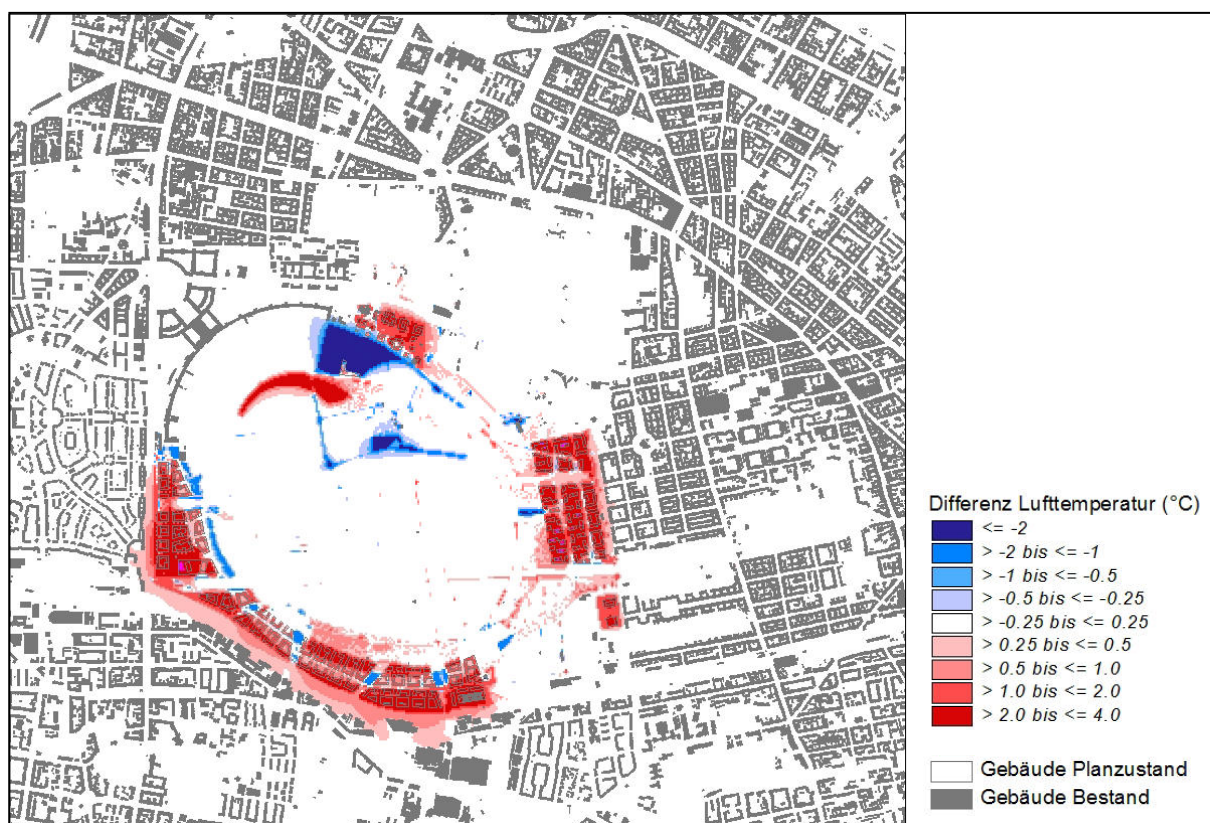 Differenz Lufttemperatur (°C)
<= -2
> -2 bis <= -1
> -1 bis <= -0.5
> -0.5 bis <= -0.25
> -0.25 bis <= 0.25
> 0.25 bis <= 0.5
> 0.5 bis <= 1.0
> 1.0 bis <= 2.0
> 2.0 bis <= 4.0
Gebäude Planzustand
Gebäude Bestand